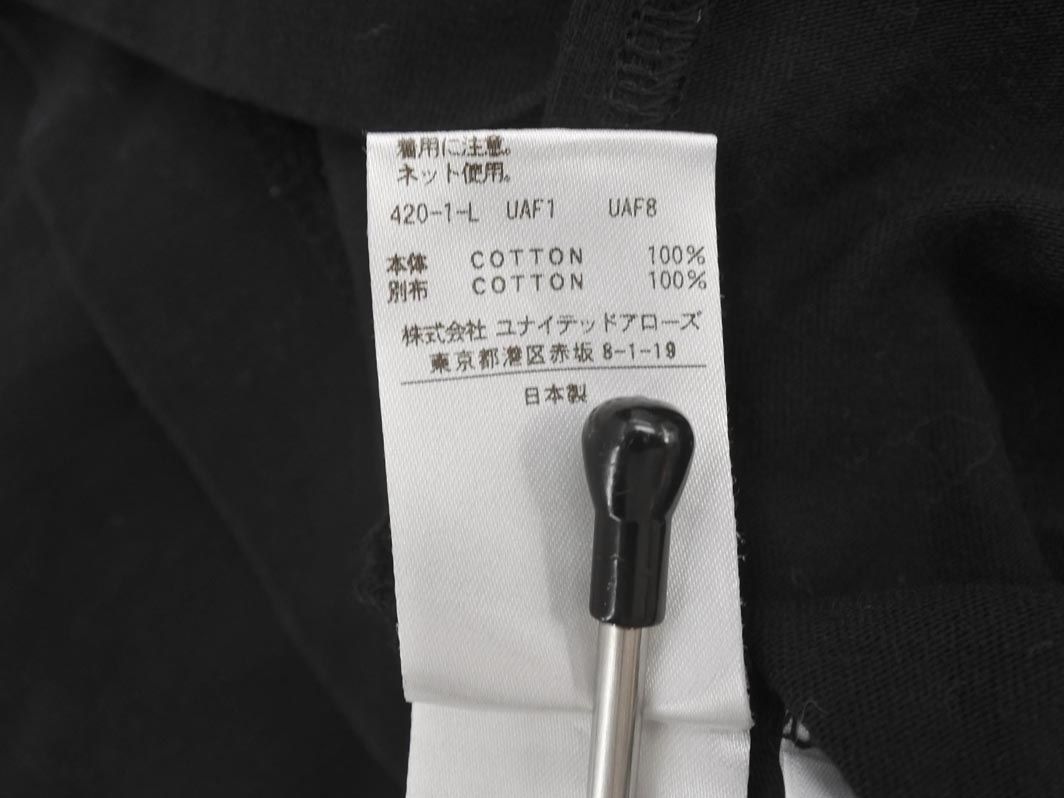 着用に注意。
ネット使用。
420-1-L UAF1 UAF8
本体 COTTON 100%
別布 COTTON 100%
株式会社 ユナイテッドアローズ
東京都港区赤坂 8-1-19
日本製